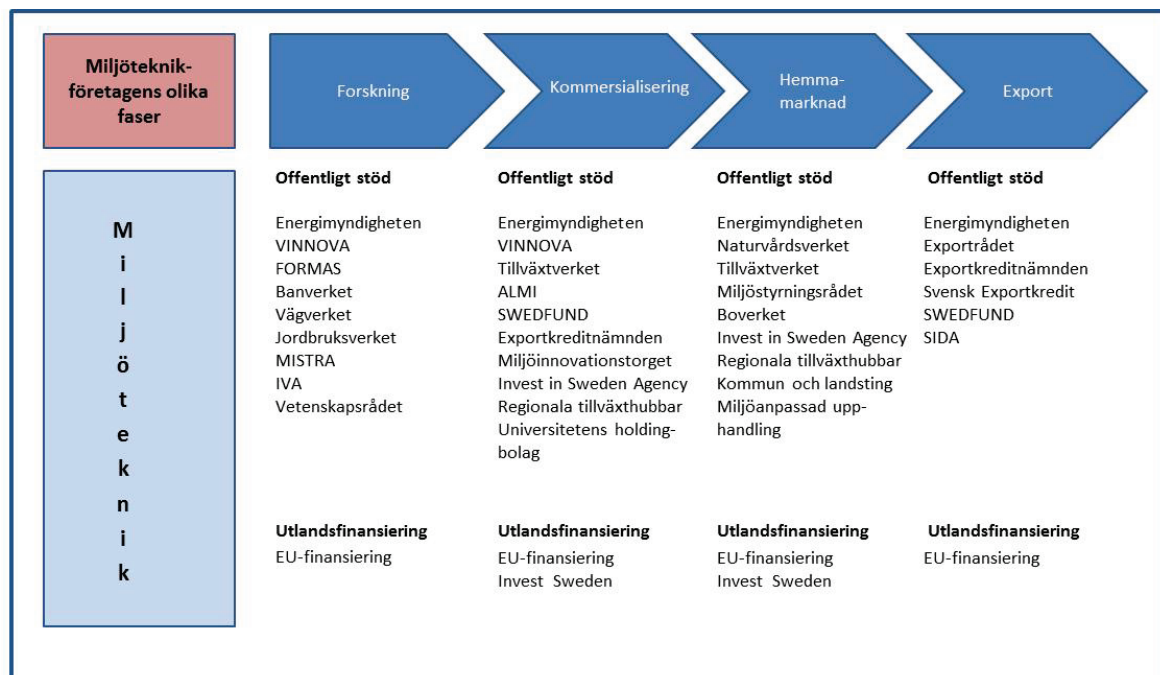 Miljöteknik-
företagens olika
faser
Forskning
Kommersialisering
Hemma-
marknad
Export
M
i
l
j
ö
t
e
k
n
i
k
Offentligt stöd
Energimyndigheten
VINNOVA
FORMAS
Banverket
Vägverket
Jordbruksverket
MISTRA
IVA
Vetenskapsrådet
Utlandsfinansiering
EU-finansiering
Offentligt stöd
Energimyndigheten
VINNOVA
Tillväxtverket
ALMI
SWEDFUND
Exportkreditnämnden
Miljöinnovationstorget
Invest in Sweden Agency
Regionala tillväxthubbar
Universitetens holding-
bolag
Utlandsfinansiering
EU-finansiering
Invest Sweden
Offentligt stöd
Energimyndigheten
Naturvårdsverket
Tillväxtverket
Miljöstyrningsrådet
Boverket
Invest in Sweden Agency
Regionala tillväxthubbar
Kommun och landsting
Miljöanpassad upp-
handling
Utlandsfinansiering
EU-finansiering
Invest Sweden
Offentligt stöd
Energimyndigheten
Exportrådet
Exportkreditnämnden
Svensk Exportkredit
SWEDFUND
SIDA
Utlandsfinansiering
EU-finansiering